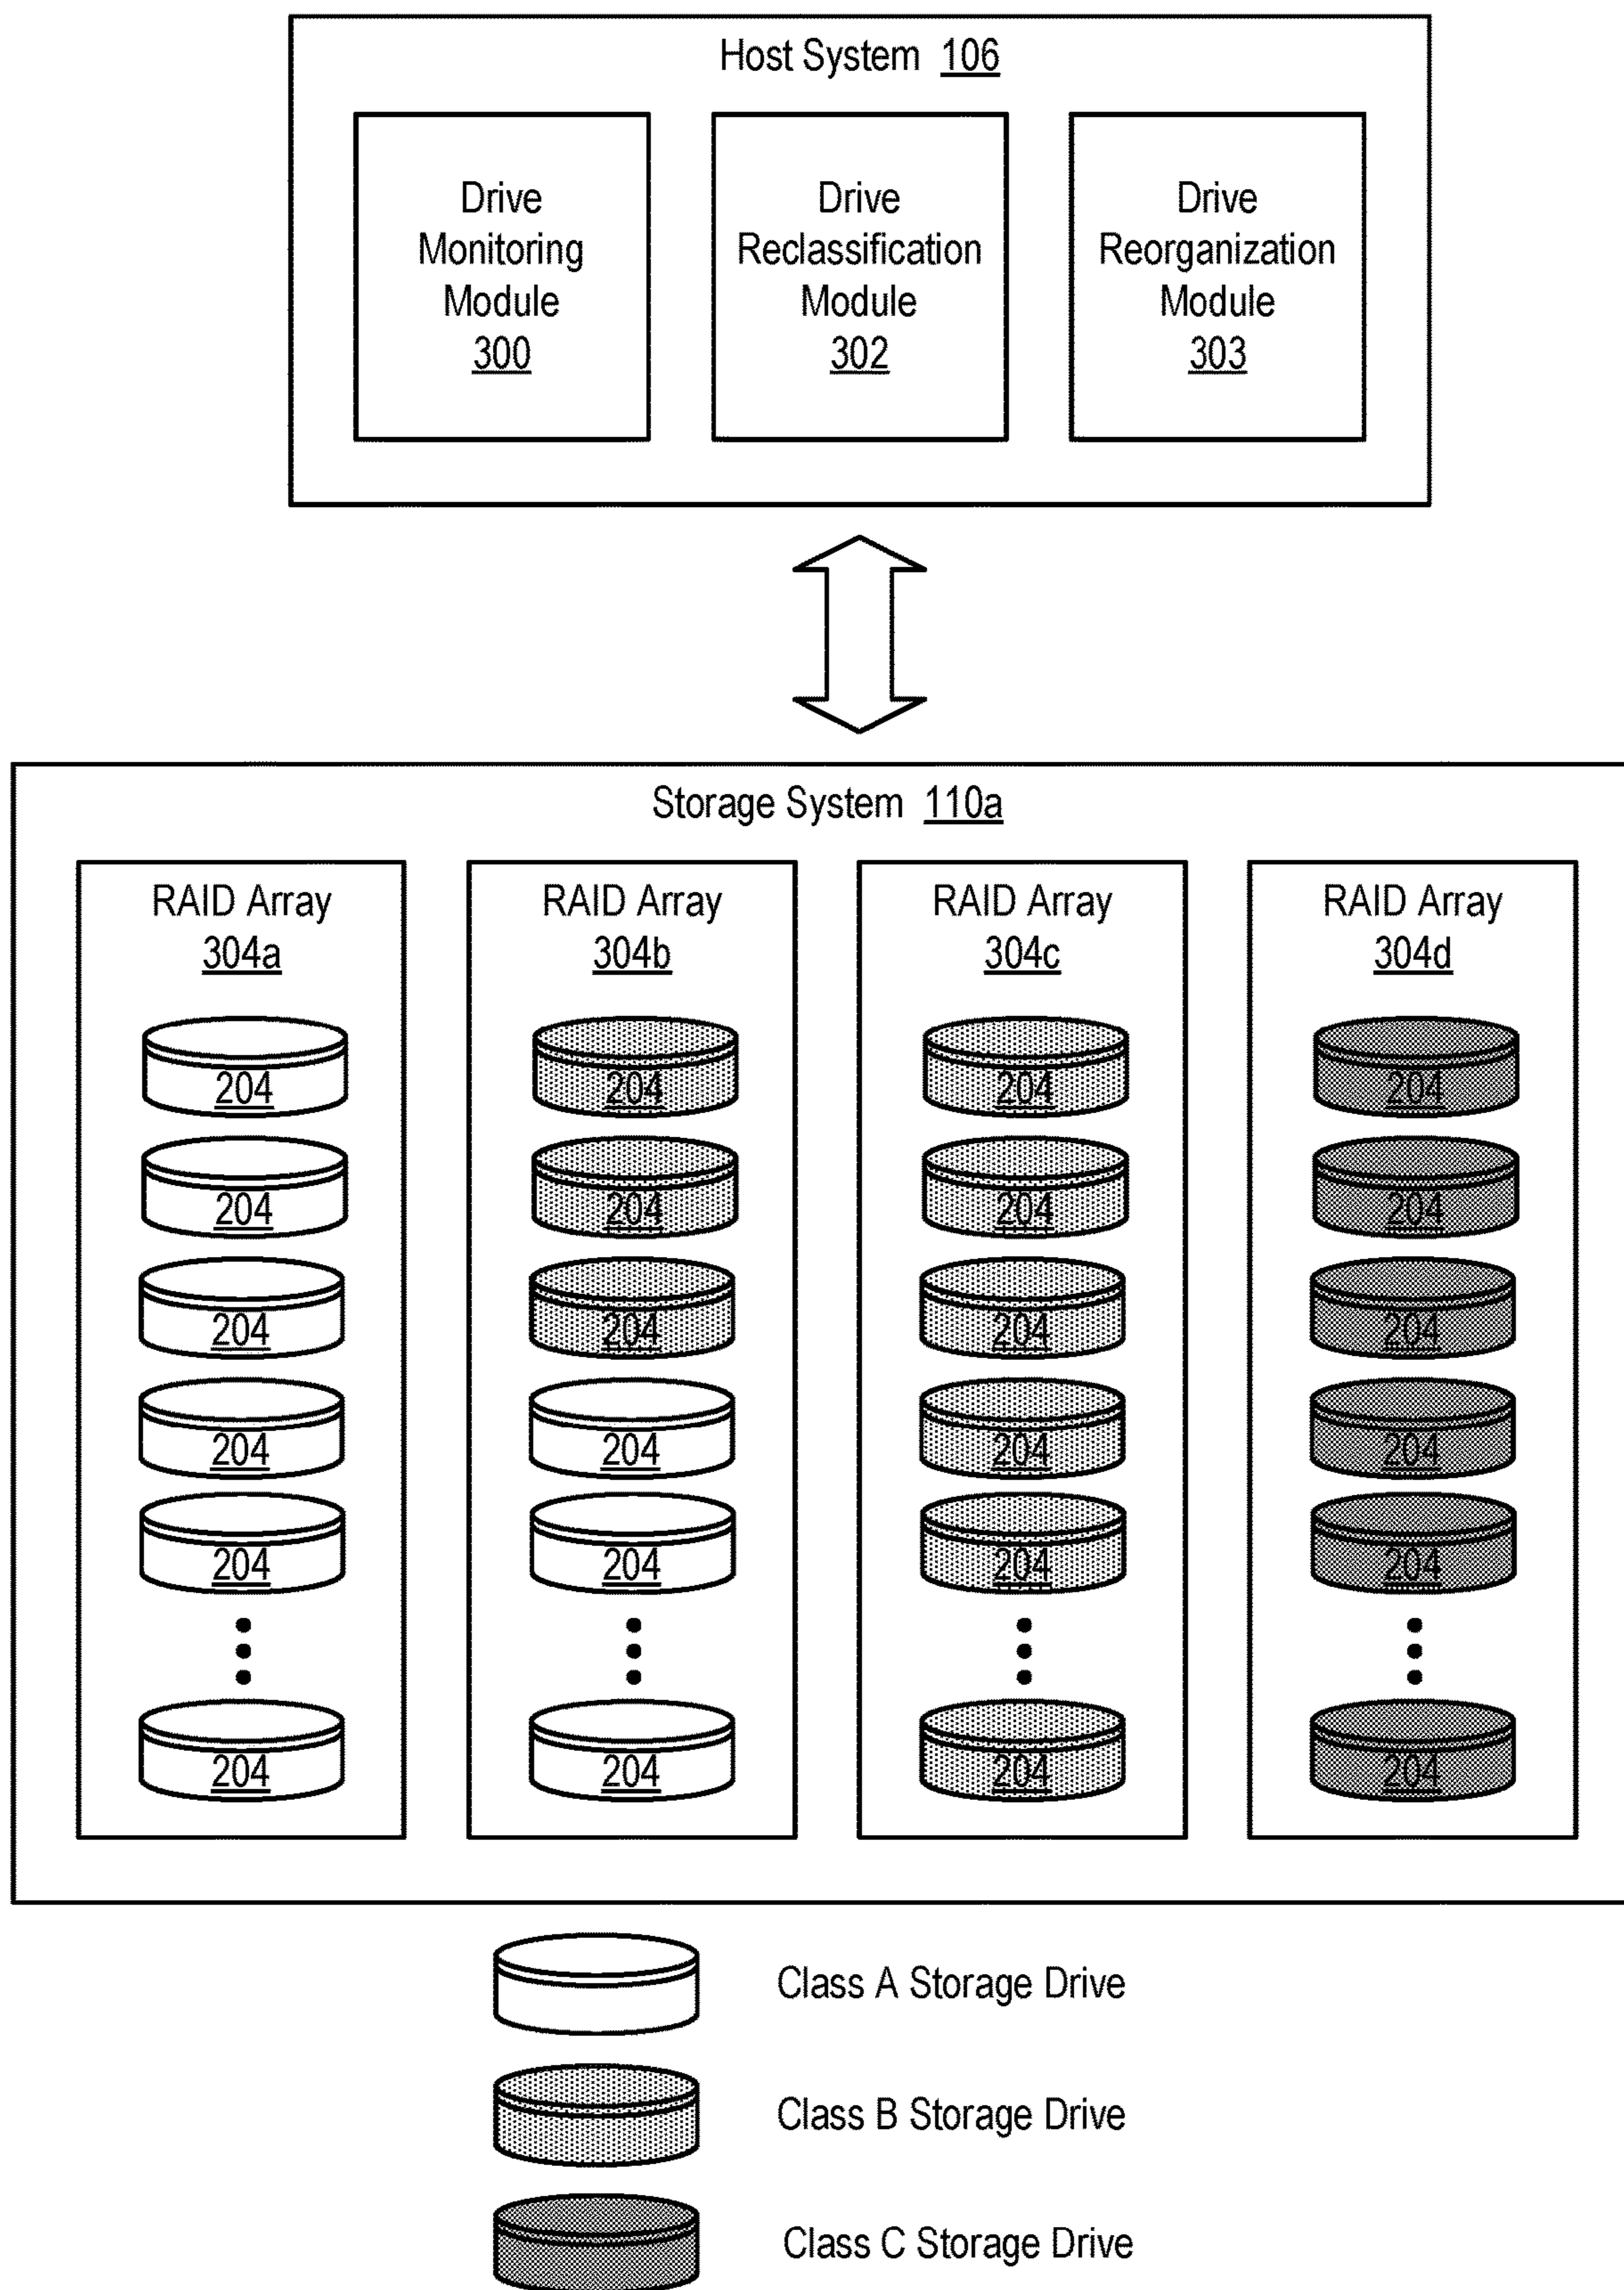 Host System 106
Drive
Monitoring
Module
300
Drive
Reclassification
Module
302
Drive
Reorganization
Module
303
Storage System 110a
RAID Array
304a
204
204
204
204
204
204
RAID Array
304b
204
204
204
204
204
204
RAID Array
304c
204
204
204
204
204
204
RAID Array
304d
204
204
204
204
204
204
Class A Storage Drive
Class B Storage Drive
Class C Storage Drive